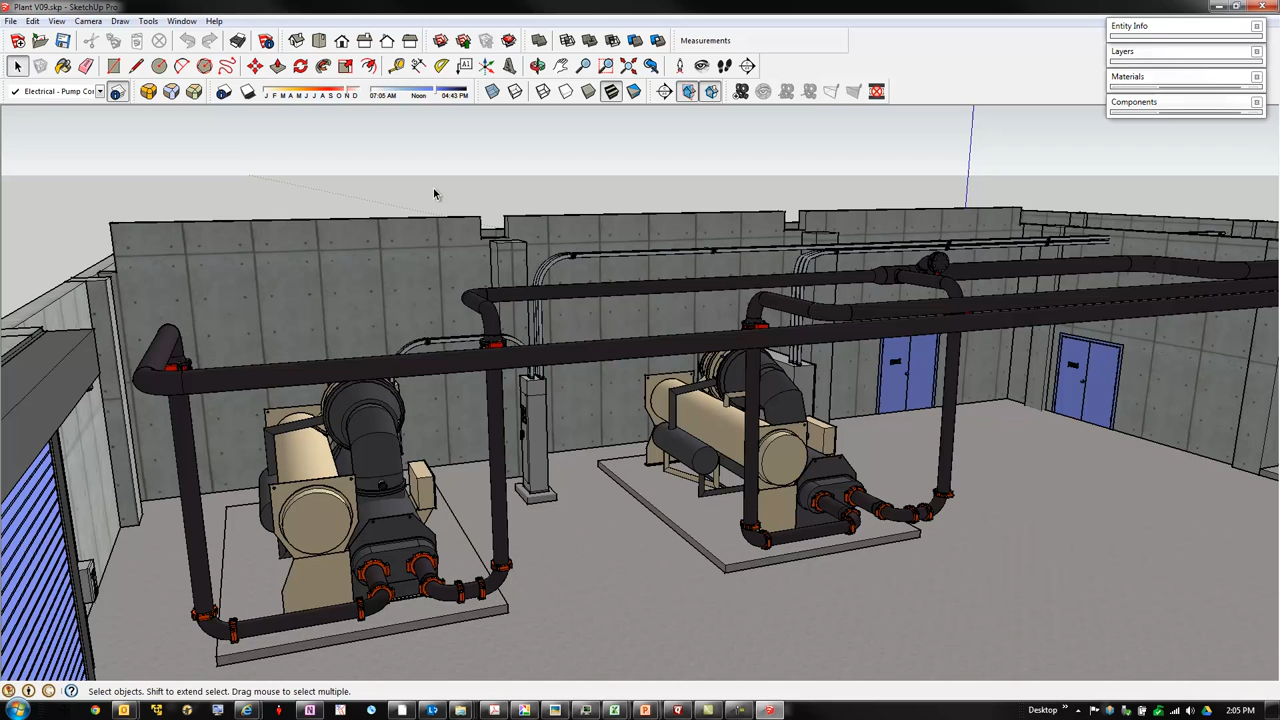 Plant V09.skp - SketchUp Pro
File Edit View Camera Draw Tools Window Help
Entity Info
Measurements
Layers
Materials
Electrical - Pump Cor
J F M A M J J A S O N D
07:05 AM Noon 04:43 PM
Components
Select objects. Shift to extend select. Drag mouse to select multiple.
Desktop
2:05 PM